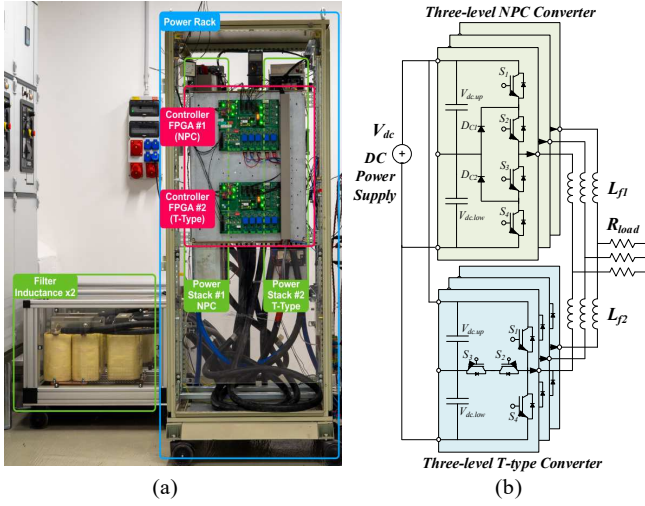 Power Rack
Controller
FPGA #1
(NPC)
Controller
FPGA #2
(T-Type)
Filter
Inductance x2
Power
Stack #1
NPC
Power
Stack #2
T-Type
(a)
Three-level NPC Converter
S1
Vdc.up
S2
DC1
Vdc
DC Power Supply
DC2
S3
Vdc.low
S4
Lf1
Rload
Vdc.up
S1
S3
S2
Lf2
Vdc.low
S4
Three-level T-type Converter
(b)